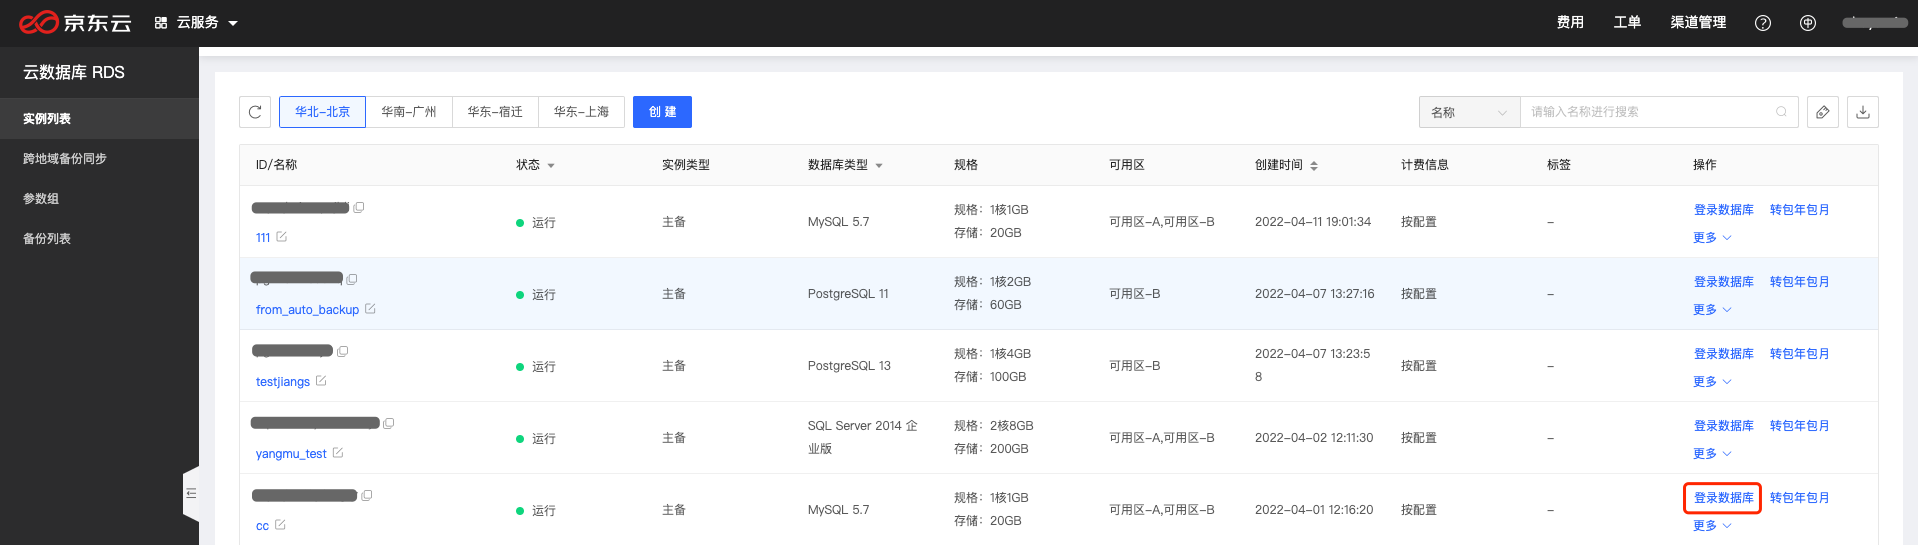 京东云 云服务 费用 工单 渠道管理 中
云数据库 RDS
实例列表
跨地域备份同步
参数组
备份列表
华北-北京 华南-广州 华东-宿迁 华东-上海 创建 名称 请输入名称进行搜索
ID/名称 状态 实例类型 数据库类型 规格 可用区 创建时间 计费信息 标签 操作
111 运行 主备 MySQL 5.7 规格：1核1GB 可用区-A,可用区-B 2022-04-11 19:01:34 按配置 – 登录数据库 转包年包月
存储：20GB 更多
from_auto_backup 运行 主备 PostgreSQL 11 规格：1核2GB 可用区-B 2022-04-07 13:27:16 按配置 – 登录数据库 转包年包月
存储：60GB 更多
testjiangs 运行 主备 PostgreSQL 13 规格：1核4GB 可用区-B 2022-04-07 13:23:5 按配置 – 登录数据库 转包年包月
存储：100GB 8 更多
yangmu_test 运行 主备 SQL Server 2014 企 规格：2核8GB 可用区-A,可用区-B 2022-04-02 12:11:30 按配置 – 登录数据库 转包年包月
业版 存储：200GB 更多
cc 运行 主备 MySQL 5.7 规格：1核1GB 可用区-A,可用区-B 2022-04-01 12:16:20 按配置 – 登录数据库 转包年包月
存储：20GB 更多